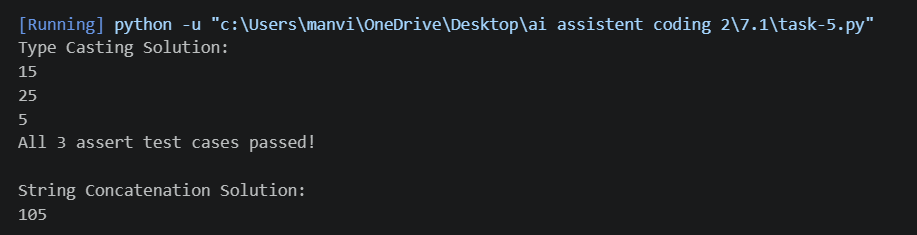 [Running] python -u "c:\Users\manvi\OneDrive\Desktop\ai assistent coding 2\7.1\task-5.py"
Type Casting Solution:
15
25
5
All 3 assert test cases passed!
String Concatenation Solution:
105